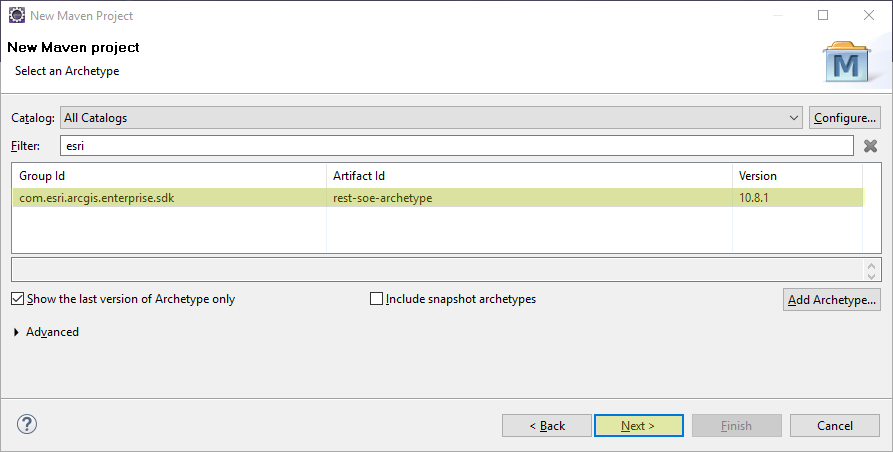 New Maven Project
New Maven project
Select an Archetype
M
Catalog: All Catalogs Configure...
Filter: esri
Group Id Artifact Id Version
com.esri.arcgis.enterprise.sdk rest-soe-archetype 10.8.1
Show the last version of Archetype only Include snapshot archetypes Add Archetype...
Advanced
? < Back Next > Finish Cancel